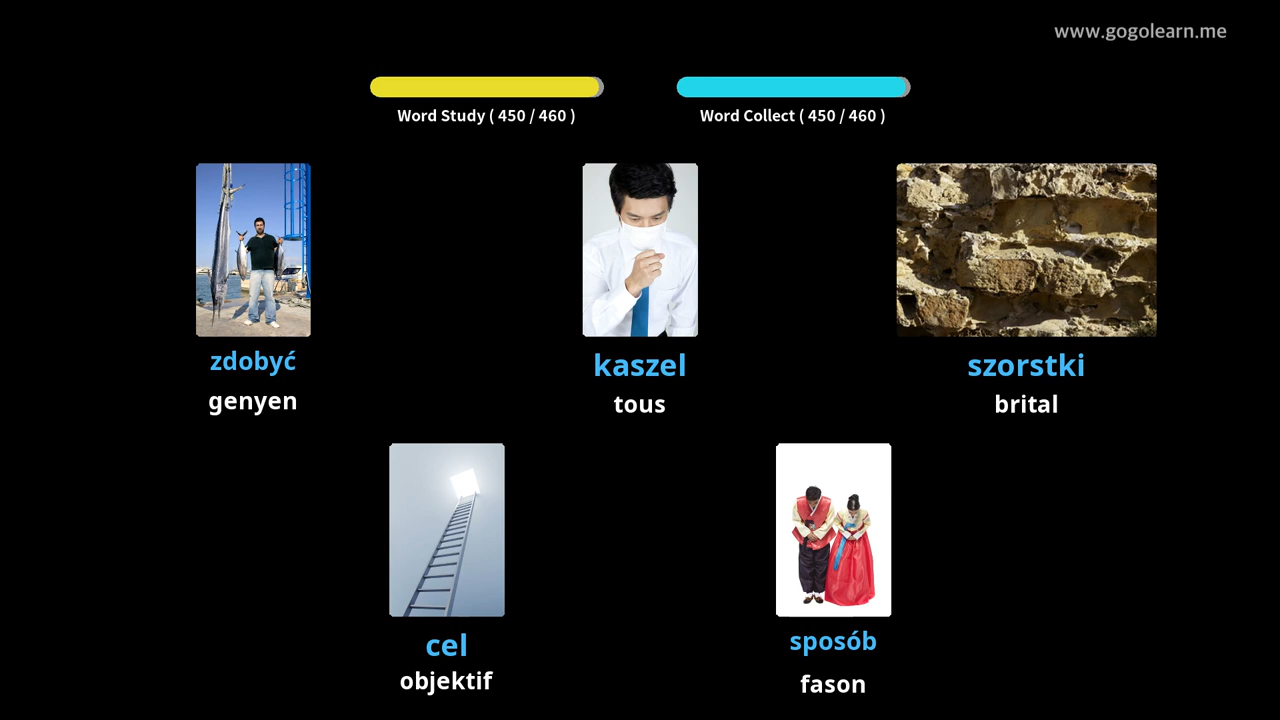 www.gogolearn.me
Word Study ( 450 / 460 )
Word Collect ( 450 / 460 )
zdobyć
genyen
kaszel
tous
szorstki
brital
cel
objektif
sposób
fason